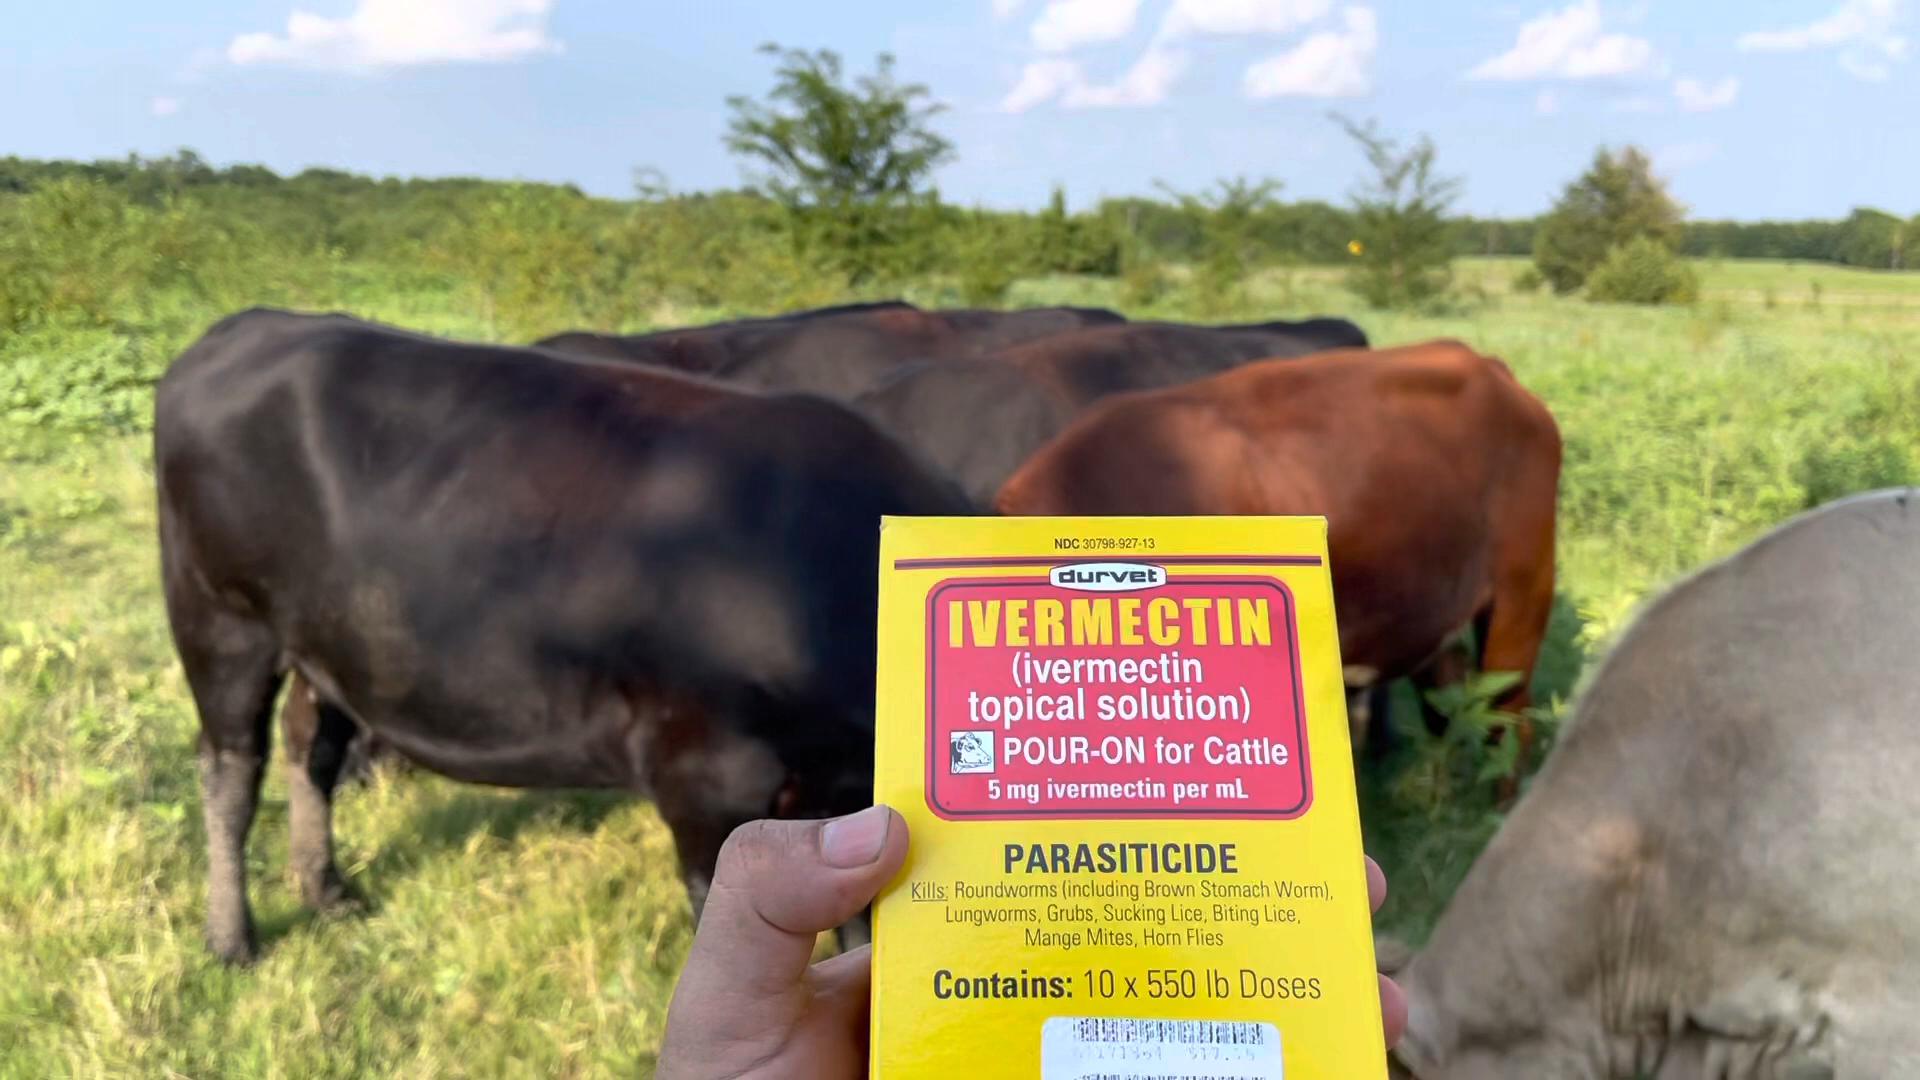 NDC 30798-927-13
durvet
IVERMECTIN
(ivermectin
topical solution)
POUR-ON for Cattle
5 mg ivermectin per mL
PARASITICIDE
Kills: Roundworms (including Brown Stomach Worm),
Lungworms, Grubs, Sucking Lice, Biting Lice,
Mange Mites, Horn Flies
Contains: 10 x 550 lb Doses